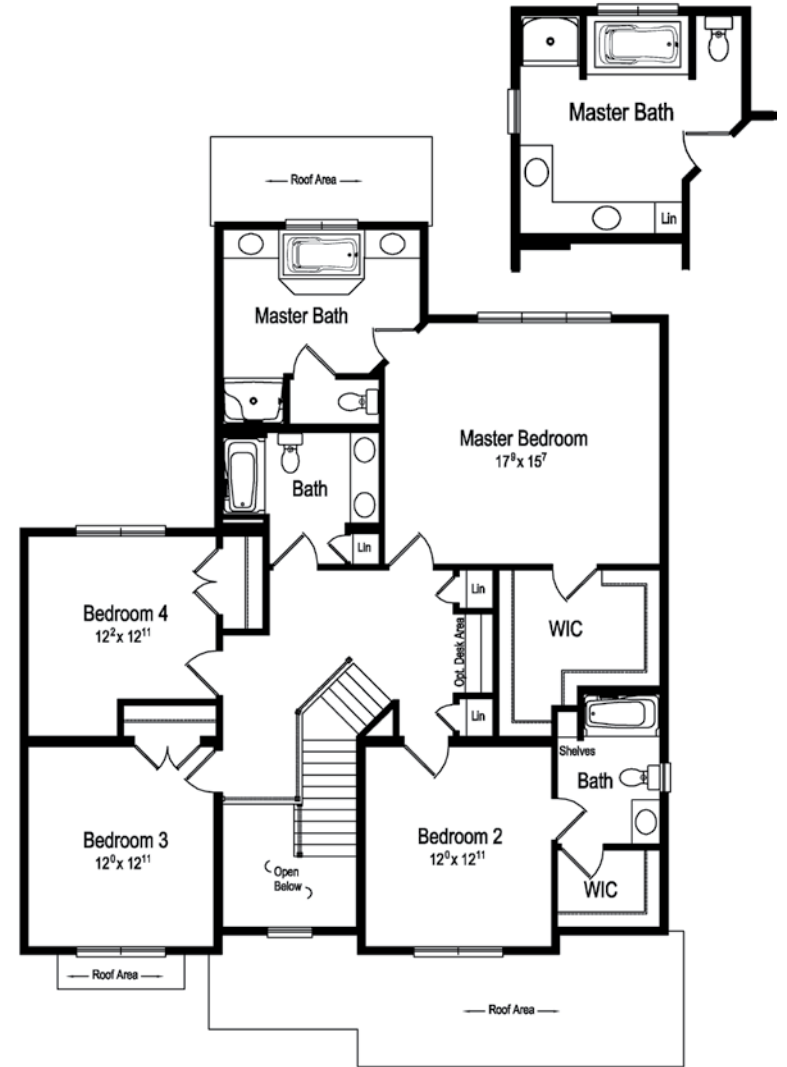 Master Bath
Lin
Roof Area
Master Bath
Master Bedroom
17⁹ x 15⁷
Bath
Lin
Bedroom 4
12² x 12¹¹
Lin
Opt. Desk Area
WIC
Lin
Shelves
Bath
Bedroom 3
12⁰ x 12¹¹
Bedroom 2
12⁰ x 12¹¹
Open
Below
WIC
Roof Area
Roof Area